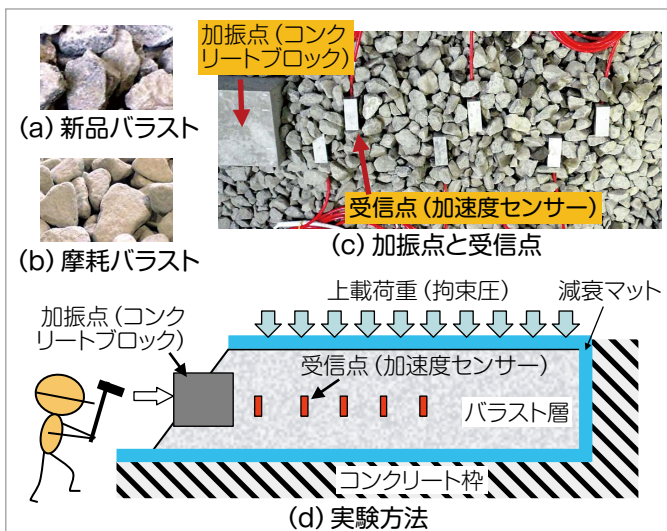 加振点(コンク
リートブロック)
(a) 新品バラスト
受信点(加速度センサー)
(b) 摩耗バラスト
(c) 加振点と受信点
加振点(コンク
リートブロック)
上載荷重(拘束圧)
減衰マット
受信点(加速度センサー)
バラスト層
コンクリート枠
(d) 実験方法